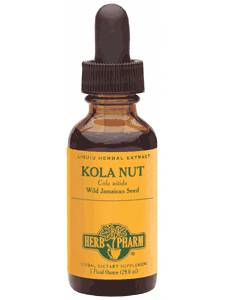 LIQUID HERBAL EXTRACT
KOLA NUT
Cola nitida
Wild Jamaican Seed
HERB PHARM
HERBAL DIETARY SUPPLEMENT
1 Fluid Ounce (29.6 ml)